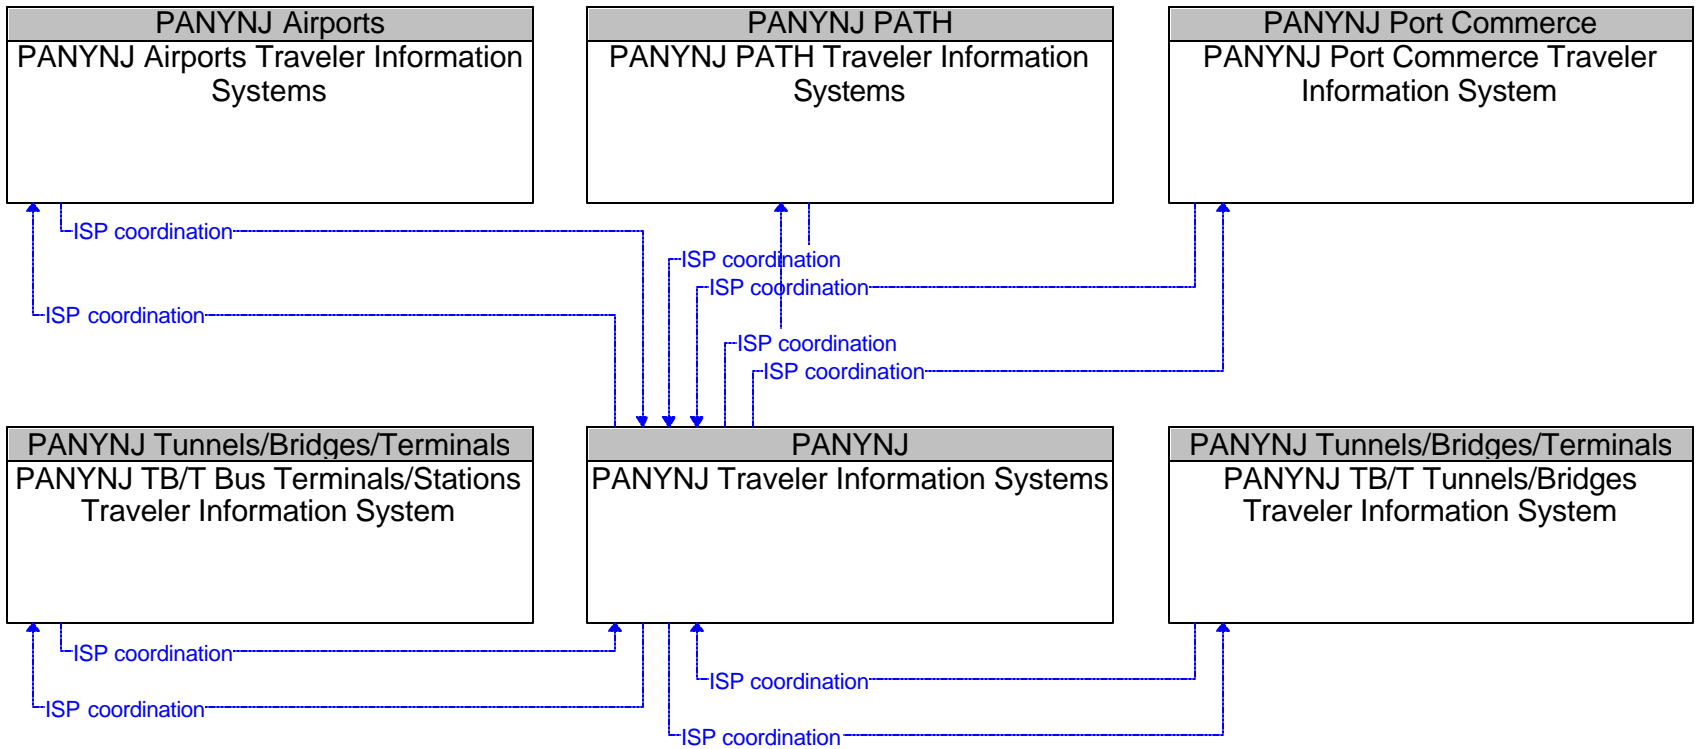 PANYNJ Airports
PANYNJ Airports Traveler Information
Systems
PANYNJ PATH
PANYNJ PATH Traveler Information
Systems
PANYNJ Port Commerce
PANYNJ Port Commerce Traveler
Information System
ISP coordination
ISP coordination
ISP coordination
ISP coordination
ISP coordination
ISP coordination
PANYNJ Tunnels/Bridges/Terminals
PANYNJ TB/T Bus Terminals/Stations
Traveler Information System
PANYNJ
PANYNJ Traveler Information Systems
PANYNJ Tunnels/Bridges/Terminals
PANYNJ TB/T Tunnels/Bridges
Traveler Information System
ISP coordination
ISP coordination
ISP coordination
ISP coordination